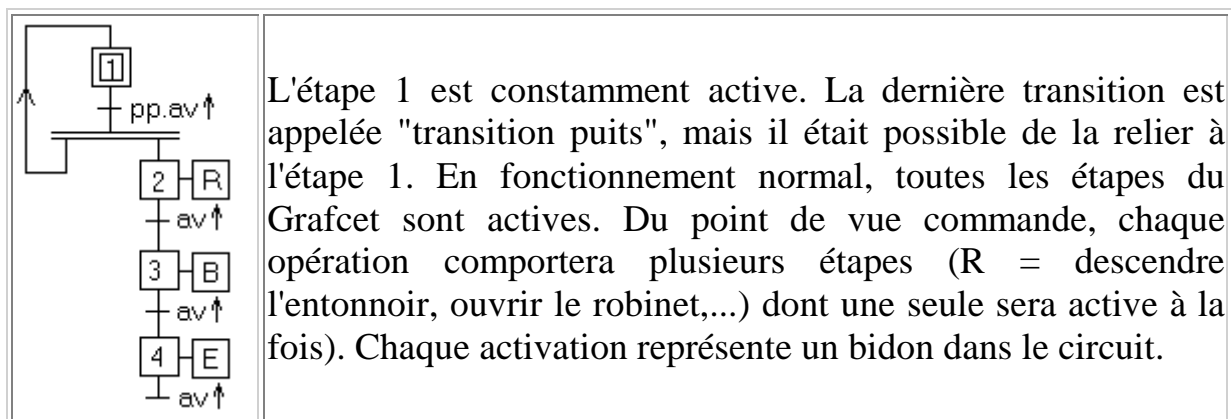 1
pp.av↑
2 R
av↑
3 B
av↑
4 E
av↑
L'étape 1 est constamment active. La dernière transition est
appelée "transition puits", mais il était possible de la relier à
l'étape 1. En fonctionnement normal, toutes les étapes du
Grafcet sont actives. Du point de vue commande, chaque
opération comportera plusieurs étapes (R = descendre
l'entonnoir, ouvrir le robinet,...) dont une seule sera active à la
fois). Chaque activation représente un bidon dans le circuit.